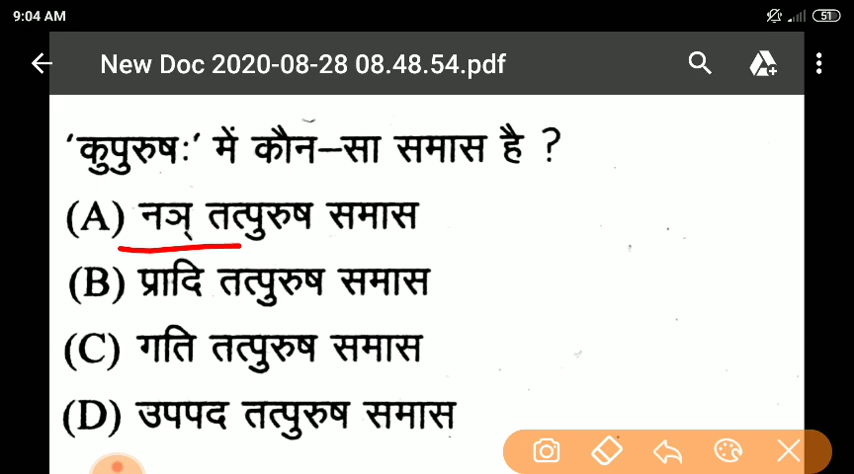 9:04 AM 51
New Doc 2020-08-28 08.48.54.pdf
‘कुपुरुषः’ में कौन–सा समास है ?
(A) नञ् तत्पुरुष समास
(B) प्रादि तत्पुरुष समास
(C) गति तत्पुरुष समास
(D) उपपद तत्पुरुष समास